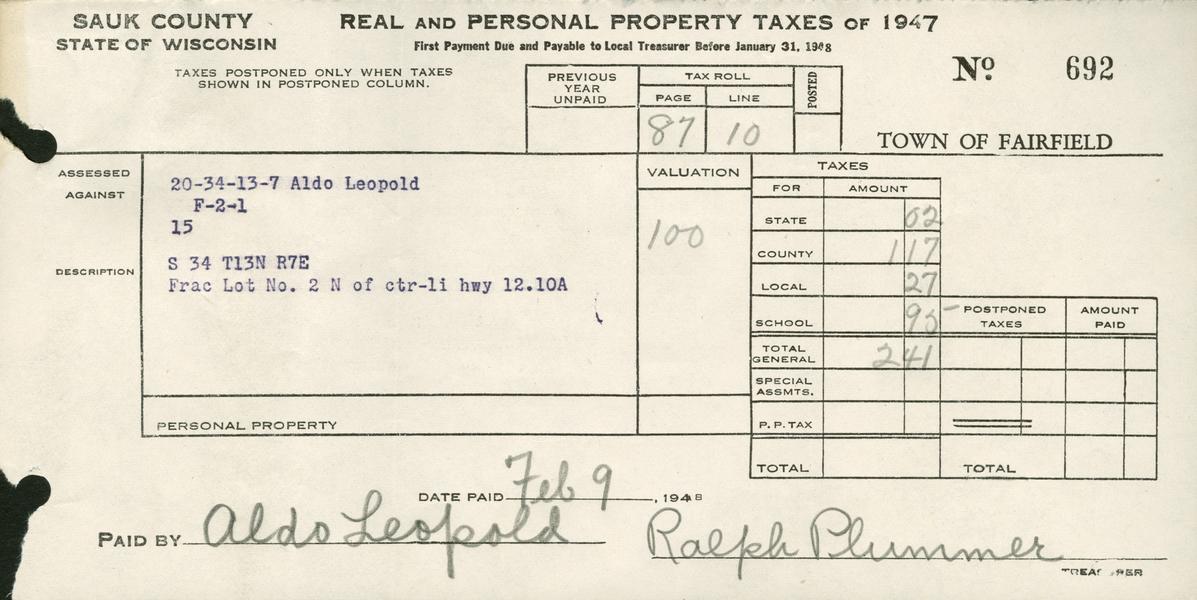 SAUK COUNTY
STATE OF WISCONSIN
REAL AND PERSONAL PROPERTY TAXES OF 1947
First Payment Due and Payable to Local Treasurer Before January 31, 1948
TAXES POSTPONED ONLY WHEN TAXES
SHOWN IN POSTPONED COLUMN.
PREVIOUS
YEAR
UNPAID
TAX ROLL
PAGE LINE
87 10
POSTED
No 692
TOWN OF FAIRFIELD
ASSESSED
AGAINST
20-34-13-7 Aldo Leopold
F-2-1
15
DESCRIPTION
S 34 T13N R7E
Frac Lot No. 2 N of ctr-li hwy 12.10A
PERSONAL PROPERTY
VALUATION
100
TAXES
FOR AMOUNT
STATE 02
COUNTY 1 17
LOCAL 27
SCHOOL 95
TOTAL
GENERAL 2 41
SPECIAL
ASSMTS.
P. P. TAX
TOTAL
POSTPONED
TAXES
AMOUNT
PAID
TOTAL
DATE PAID Feb 9, 1948
PAID BY Aldo Leopold
Ralph Plummer
TREASURER